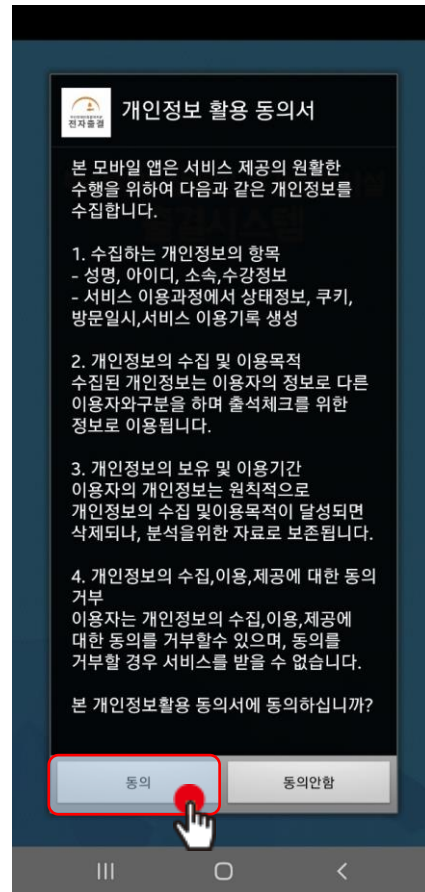 전자출결
개인정보 활용 동의서
본 모바일 앱은 서비스 제공의 원활한
수행을 위하여 다음과 같은 개인정보를
수집합니다.
1. 수집하는 개인정보의 항목
- 성명, 아이디, 소속,수강정보
- 서비스 이용과정에서 상태정보, 쿠키,
방문일시,서비스 이용기록 생성
2. 개인정보의 수집 및 이용목적
수집된 개인정보는 이용자의 정보로 다른
이용자와구분을 하며 출석체크를 위한
정보로 이용됩니다.
3. 개인정보의 보유 및 이용기간
이용자의 개인정보는 원칙적으로
개인정보의 수집 및이용목적이 달성되면
삭제되나, 분석을위한 자료로 보존됩니다.
4. 개인정보의 수집,이용,제공에 대한 동의
거부
이용자는 개인정보의 수집,이용,제공에
대한 동의를 거부할수 있으며, 동의를
거부할 경우 서비스를 받을 수 없습니다.
본 개인정보활용 동의서에 동의하십니까?
동의
동의안함